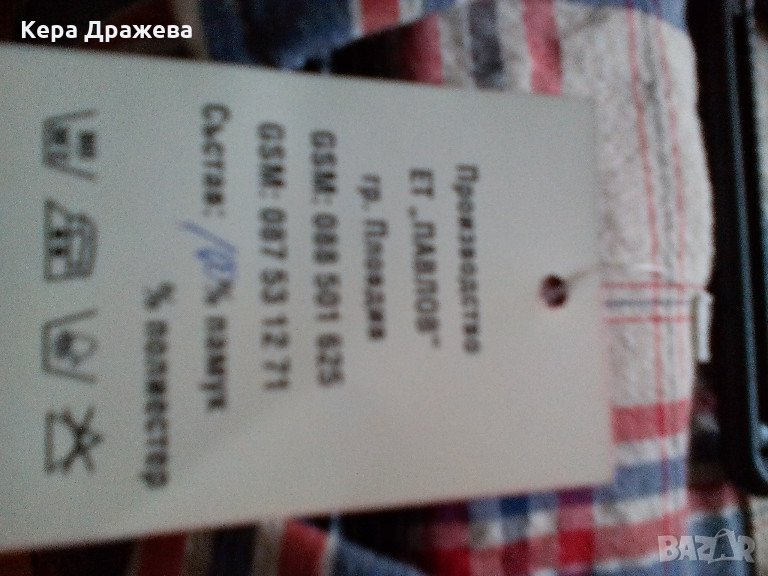 Кера Дражева
Производство
ЕТ „ПАВЛОВ"
гр. Пловдив
GSM: 088 501 625
GSM: 087 53 12 71
Състав: 100% памук
% полиестер
BAZAR